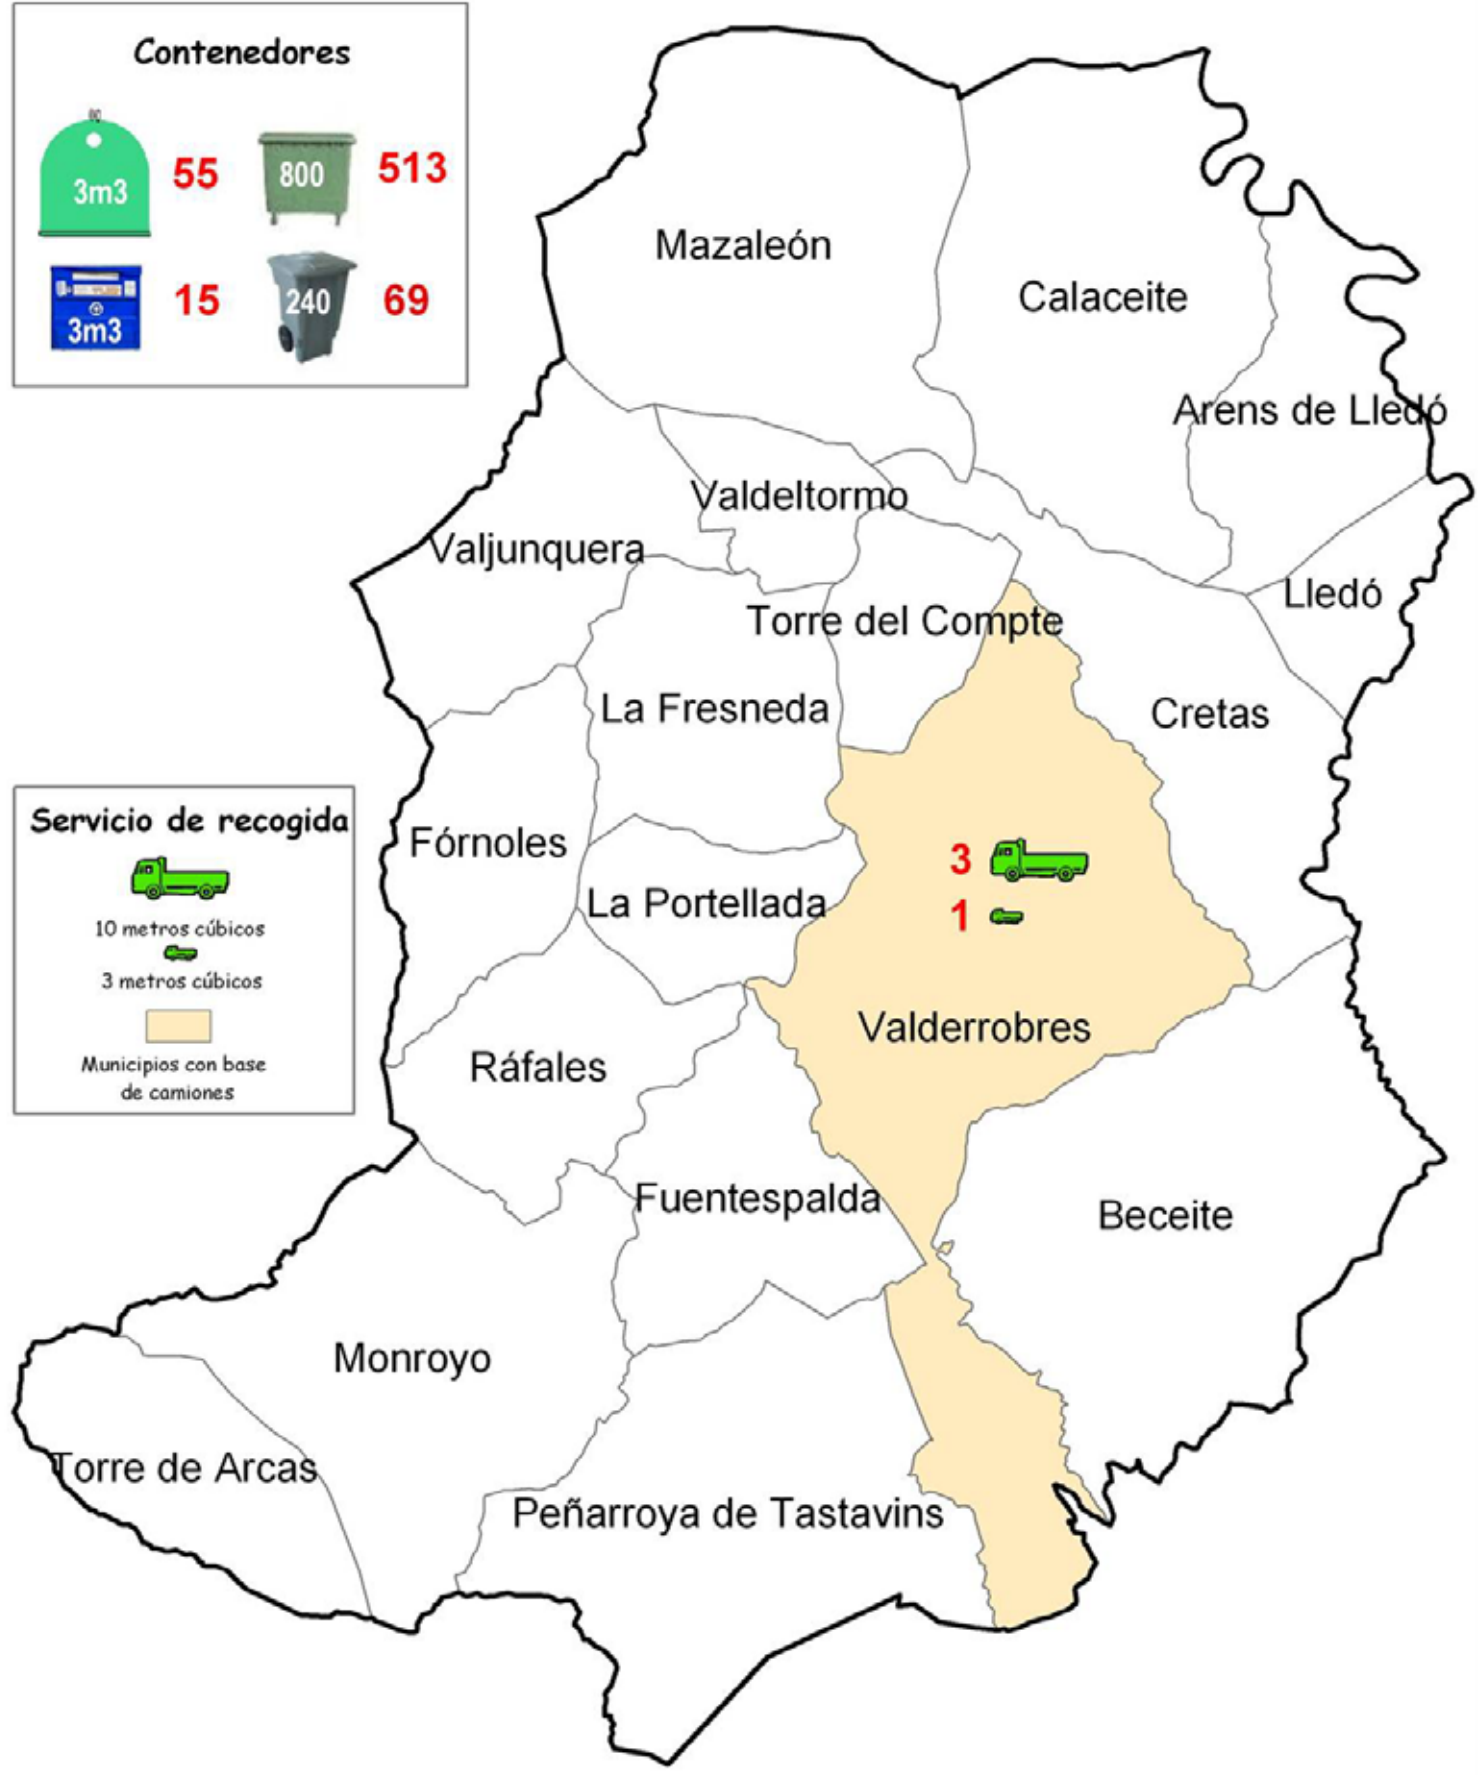 Contenedores
3m3
55
800
513
3m3
15
240
69
Mazaleón
Calaceite
Arens de Lledó
Valdeltormo
Valjunquera
Lledó
Torre del Compte
La Fresneda
Cretas
Servicio de recogida
10 metros cúbicos
3 metros cúbicos
Municipios con base
de camiones
Fórnoles
La Portellada
3
1
Valderrobres
Ráfales
Fuentespalda
Beceite
Monroyo
Torre de Arcas
Peñarroya de Tastavins